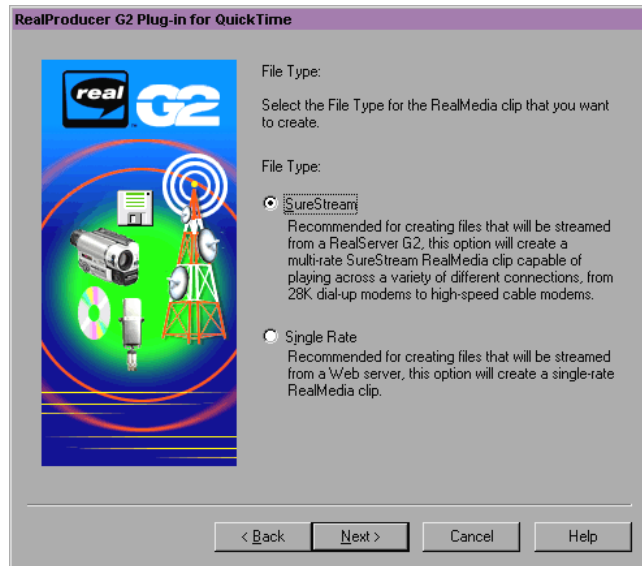 RealProducer G2 Plug-in for QuickTime
real
G2
File Type:
Select the File Type for the RealMedia clip that you want
to create.
File Type:
SureStream
Recommended for creating files that will be streamed
from a RealServer G2, this option will create a
multi-rate SureStream RealMedia clip capable of
playing across a variety of different connections, from
28K dial-up modems to high-speed cable modems.
Single Rate
Recommended for creating files that will be streamed
from a Web server, this option will create a single-rate
RealMedia clip.
< Back
Next >
Cancel
Help